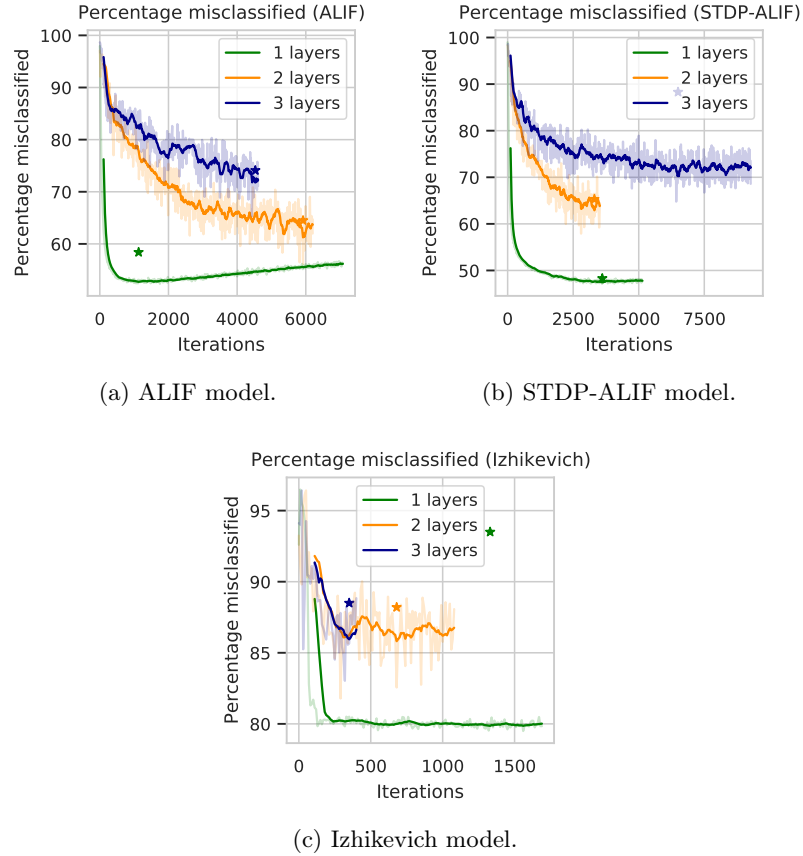 Percentage misclassified (ALIF)
Percentage misclassified
100
90
80
70
60
0
2000
4000
6000
Iterations
1 layers
2 layers
3 layers
(a) ALIF model.
Percentage misclassified (STDP-ALIF)
Percentage misclassified
100
90
80
70
60
50
0
2500
5000
7500
Iterations
1 layers
2 layers
3 layers
(b) STDP-ALIF model.
Percentage misclassified (Izhikevich)
Percentage misclassified
95
90
85
80
0
500
1000
1500
Iterations
1 layers
2 layers
3 layers
(c) Izhikevich model.